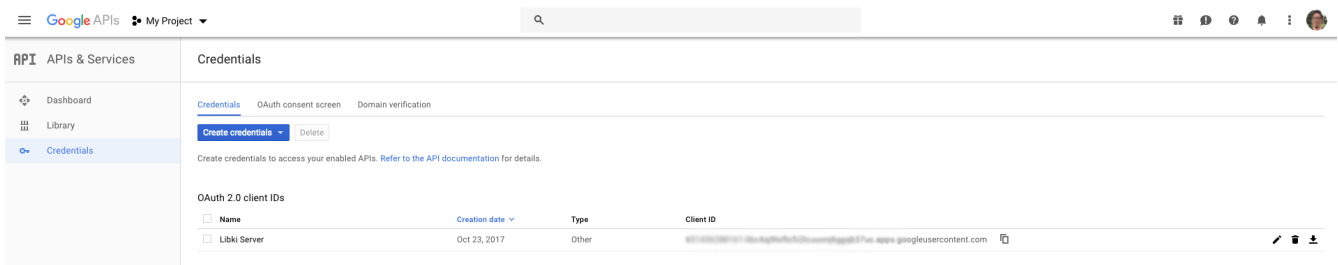 Google APIs My Project
API APIs & Services
Credentials
Dashboard
Library
Credentials
Credentials OAuth consent screen Domain verification
Create credentials Delete
Create credentials to access your enabled APIs. Refer to the API documentation for details.
OAuth 2.0 client IDs
Name Creation date Type Client ID
Libki Server Oct 23, 2017 Other .apps.googleusercontent.com